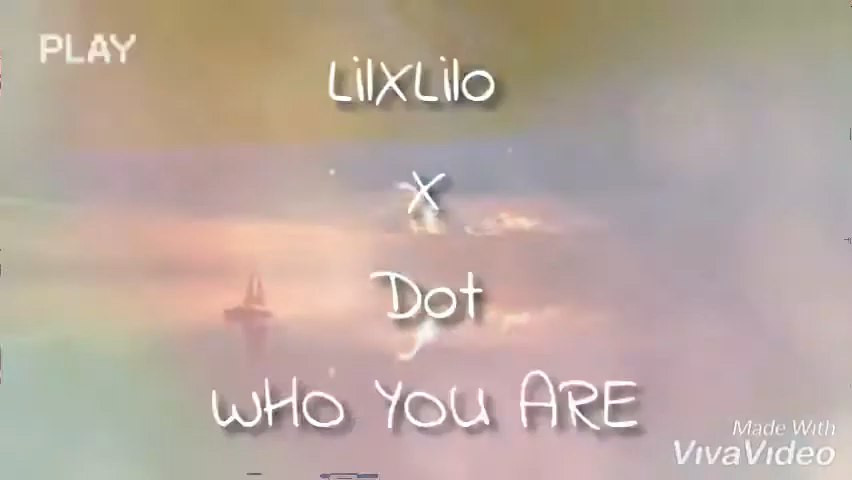 PLAY
LilXLilo
X
Dot
WHO YOU ARE
Made With
VivaVideo